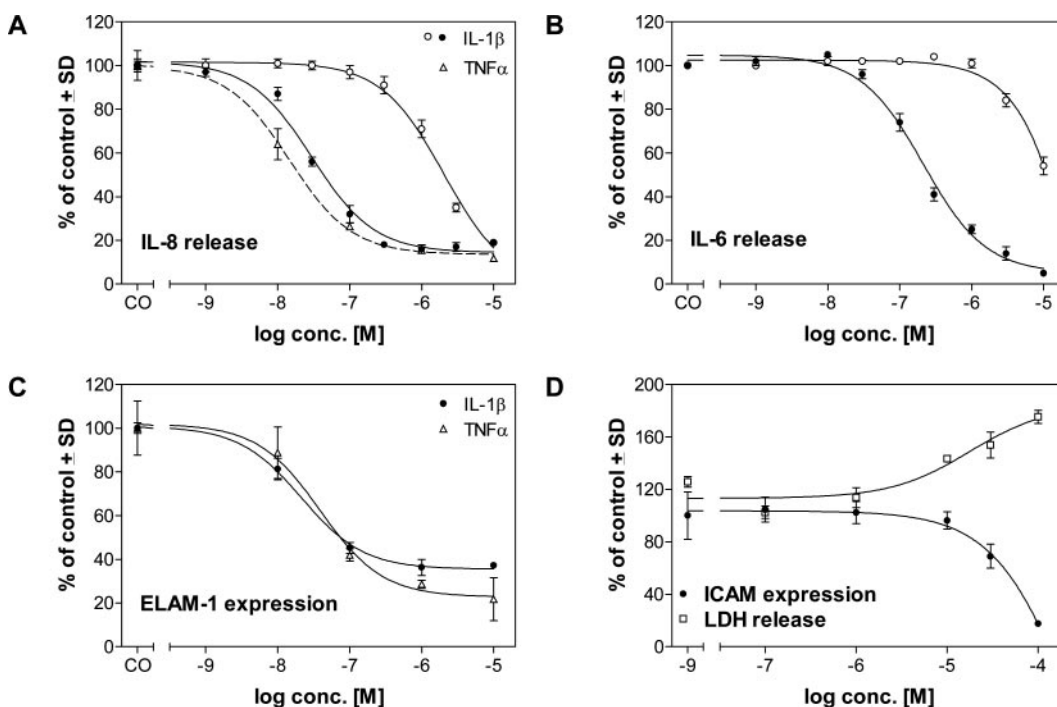 A
% of control ± SD
120
100
80
60
40
20
0
IL-1β
TNFα
IL-8 release
CO -9 -8 -7 -6 -5
log conc. [M]
B
% of control ± SD
120
100
80
60
40
20
0
IL-6 release
CO -9 -8 -7 -6 -5
log conc. [M]
C
% of control ± SD
120
100
80
60
40
20
0
IL-1β
TNFα
ELAM-1 expression
CO -9 -8 -7 -6 -5
log conc. [M]
D
% of control ± SD
200
160
120
80
40
0
ICAM expression
LDH release
-9 -7 -6 -5 -4
log conc. [M]